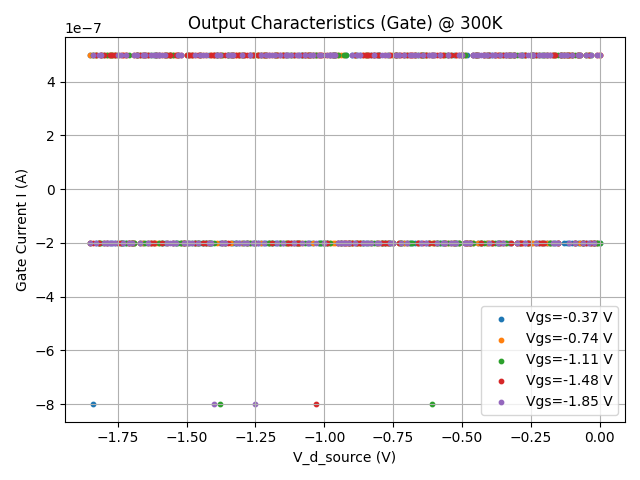 Output Characteristics (Gate) @ 300K
1e−7
Gate Current I (A)
4
2
0
−2
−4
−6
−8
Vgs=-0.37 V
Vgs=-0.74 V
Vgs=-1.11 V
Vgs=-1.48 V
Vgs=-1.85 V
−1.75 −1.50 −1.25 −1.00 −0.75 −0.50 −0.25 0.00
V_d_source (V)